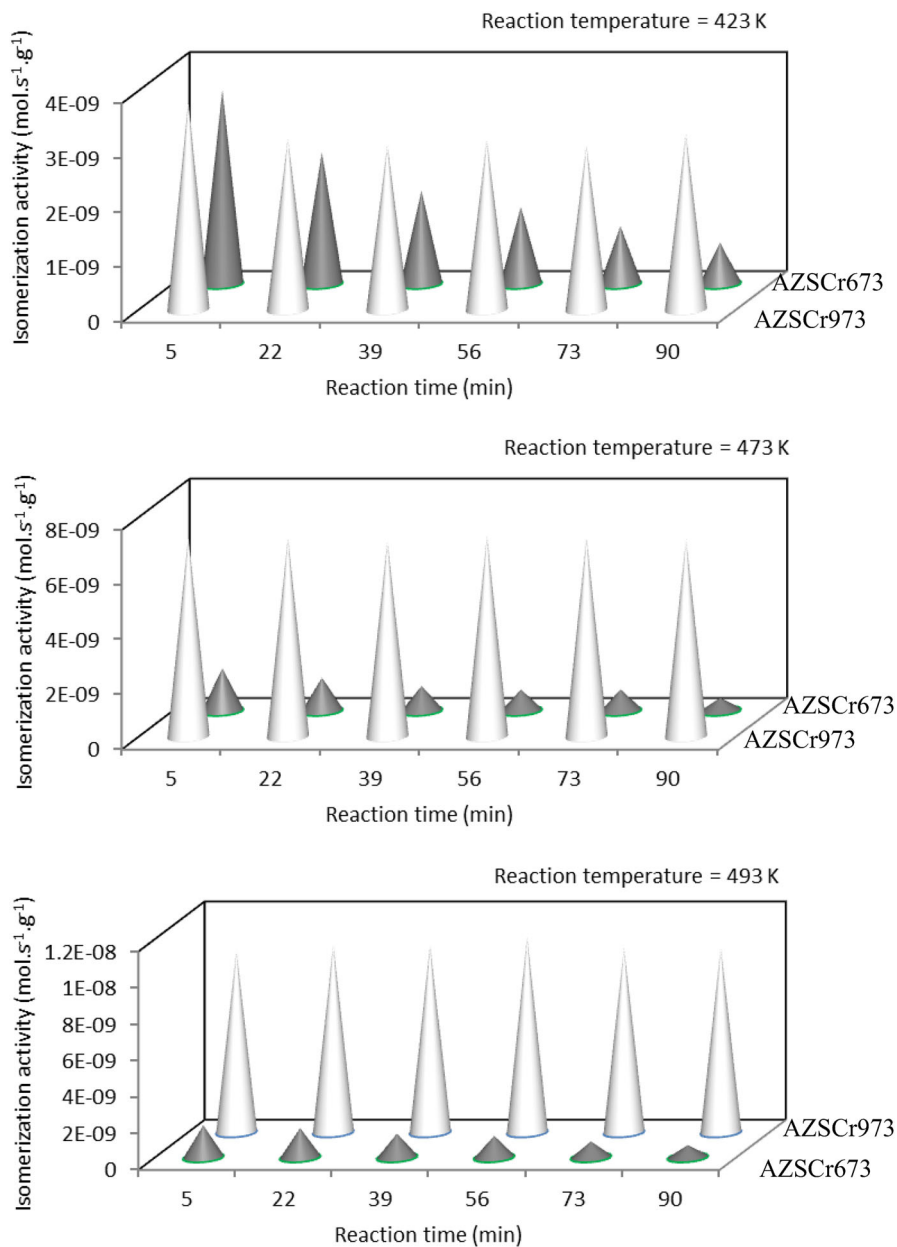 Reaction temperature = 423 K
Isomerization activity (mol.s⁻¹.g⁻¹)
4E-09
3E-09
2E-09
1E-09
0
AZSCr673
AZSCr973
5 22 39 56 73 90
Reaction time (min)
Reaction temperature = 473 K
Isomerization activity (mol.s⁻¹.g⁻¹)
8E-09
6E-09
4E-09
2E-09
0
AZSCr673
AZSCr973
5 22 39 56 73 90
Reaction time (min)
Reaction temperature = 493 K
Isomerization activity (mol.s⁻¹.g⁻¹)
1.2E-08
1E-08
8E-09
6E-09
4E-09
2E-09
0
AZSCr973
AZSCr673
5 22 39 56 73 90
Reaction time (min)